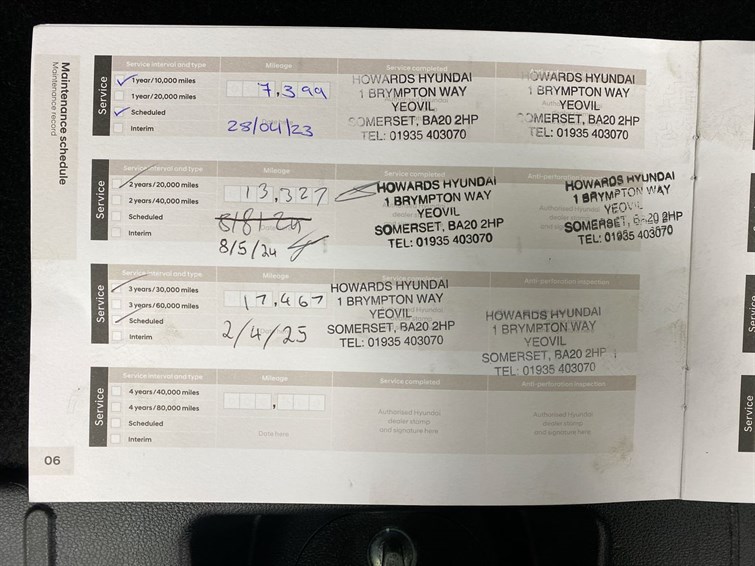 Maintenance schedule
Maintenance record
Service
Service interval and type
Mileage
Service completed
1 year/10,000 miles
1 year/20,000 miles
Scheduled
Interim
7,399
28/04/23
HOWARDS HYUNDAI
1 BRYMPTON WAY
YEOVIL
SOMERSET, BA20 2HP
TEL: 01935 403070
HOWARDS HYUNDAI
1 BRYMPTON WAY
YEOVIL
SOMERSET, BA20 2HP
TEL: 01935 403070
Service
Service interval and type
Mileage
Service completed
Anti-perforation
2 years/20,000 miles
2 years/40,000 miles
Scheduled
Interim
13,327
8/8/24
8/5/24
HOWARDS HYUNDAI
1 BRYMPTON WAY
YEOVIL
SOMERSET, BA20 2HP
TEL: 01935 403070
HOWARDS HYUNDAI
1 BRYMPTON WAY
YEOVIL
SOMERSET, BA20 2HP
TEL: 01935 403070
Service
Service interval and type
Mileage
Anti-perforation inspection
3 years/30,000 miles
3 years/60,000 miles
Scheduled
Interim
17,467
2/4/25
HOWARDS HYUNDAI
1 BRYMPTON WAY
YEOVIL
SOMERSET, BA20 2HP
TEL: 01935 403070
HOWARDS HYUNDAI
1 BRYMPTON WAY
YEOVIL
SOMERSET, BA20 2HP
TEL: 01935 403070
Service
Service interval and type
Mileage
Service completed
Anti-perforation inspection
4 years/40,000 miles
4 years/80,000 miles
Scheduled
Interim
Date here
Authorised Hyundai
dealer stamp
and signature here
Authorised Hyundai
dealer stamp
and signature here
06
Service
Service